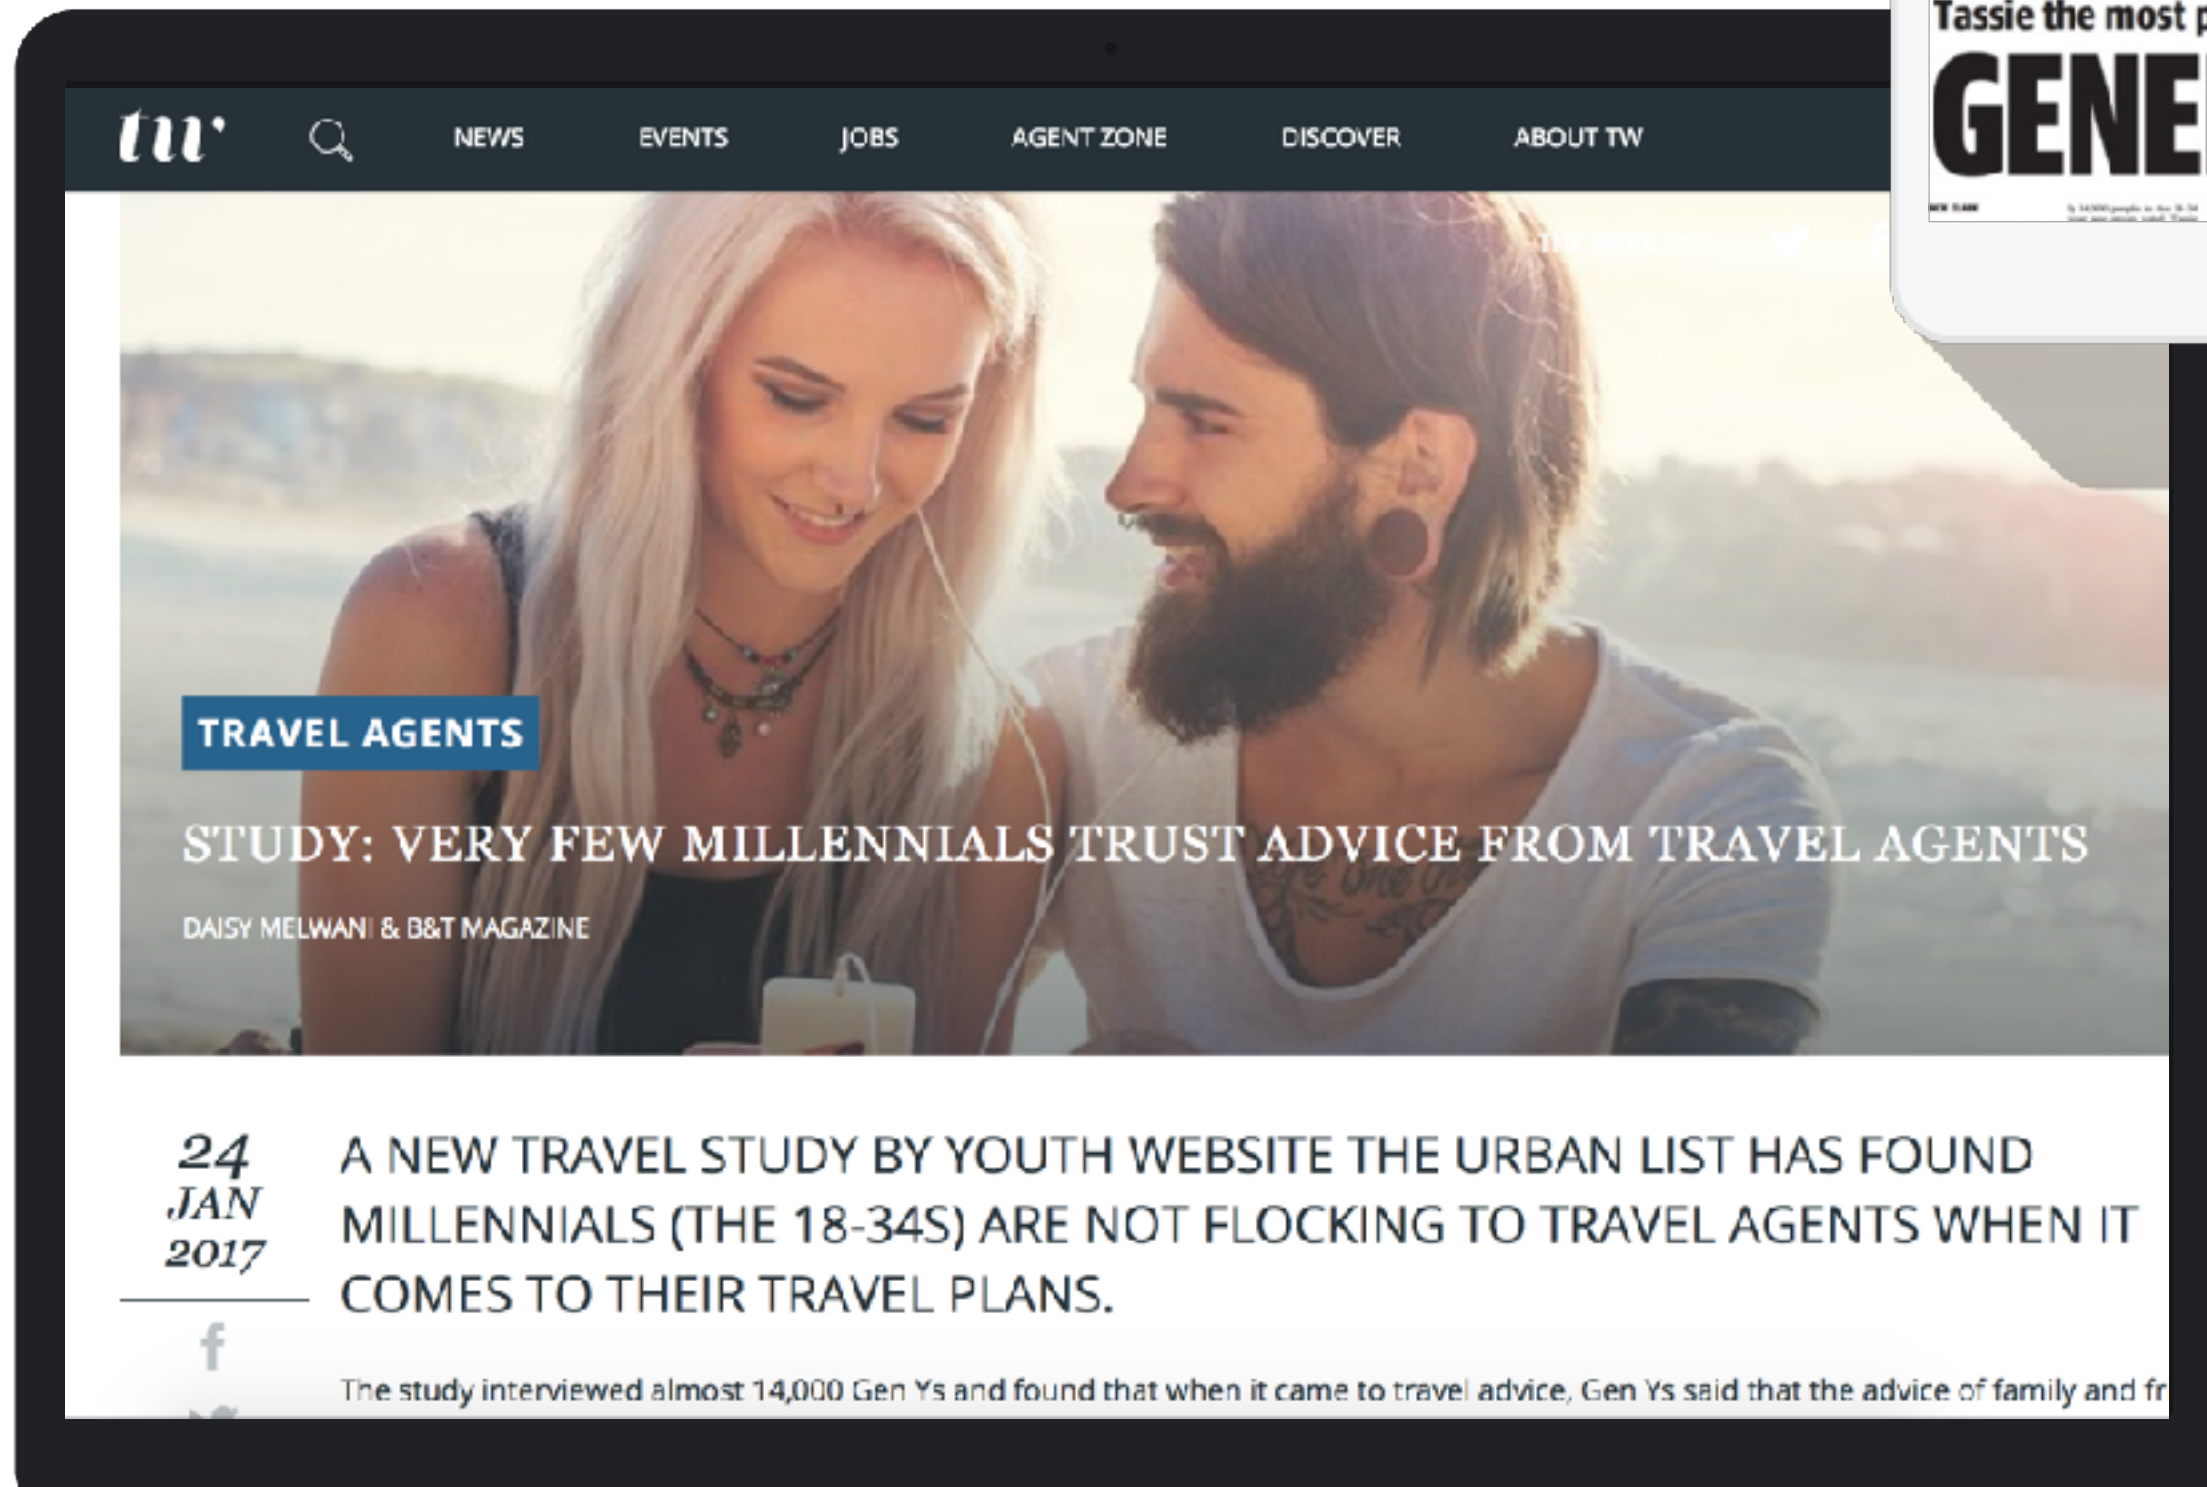 Tassie the most p
GENE
tw
NEWS EVENTS JOBS AGENT ZONE DISCOVER ABOUT TW
TRAVEL AGENTS
STUDY: VERY FEW MILLENNIALS TRUST ADVICE FROM TRAVEL AGENTS
DAISY MELWANI & B&T MAGAZINE
24
JAN
2017
A NEW TRAVEL STUDY BY YOUTH WEBSITE THE URBAN LIST HAS FOUND
MILLENNIALS (THE 18-34S) ARE NOT FLOCKING TO TRAVEL AGENTS WHEN IT
COMES TO THEIR TRAVEL PLANS.
The study interviewed almost 14,000 Gen Ys and found that when it came to travel advice, Gen Ys said that the advice of family and fr